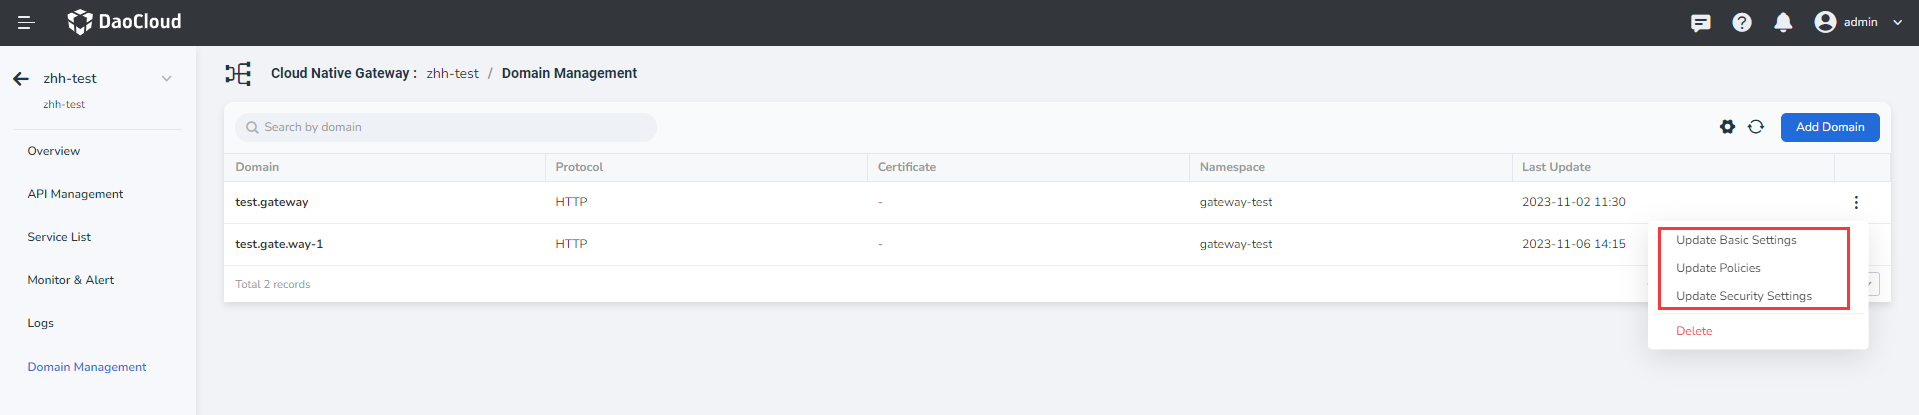 DaoCloud
admin
zhh-test
zhh-test
Overview
API Management
Service List
Monitor & Alert
Logs
Domain Management
Cloud Native Gateway : zhh-test / Domain Management
Search by domain
Add Domain
Domain Protocol Certificate Namespace Last Update
test.gateway HTTP - gateway-test 2023-11-02 11:30
test.gate.way-1 HTTP - gateway-test 2023-11-06 14:15
Total 2 records
Update Basic Settings
Update Policies
Update Security Settings
Delete